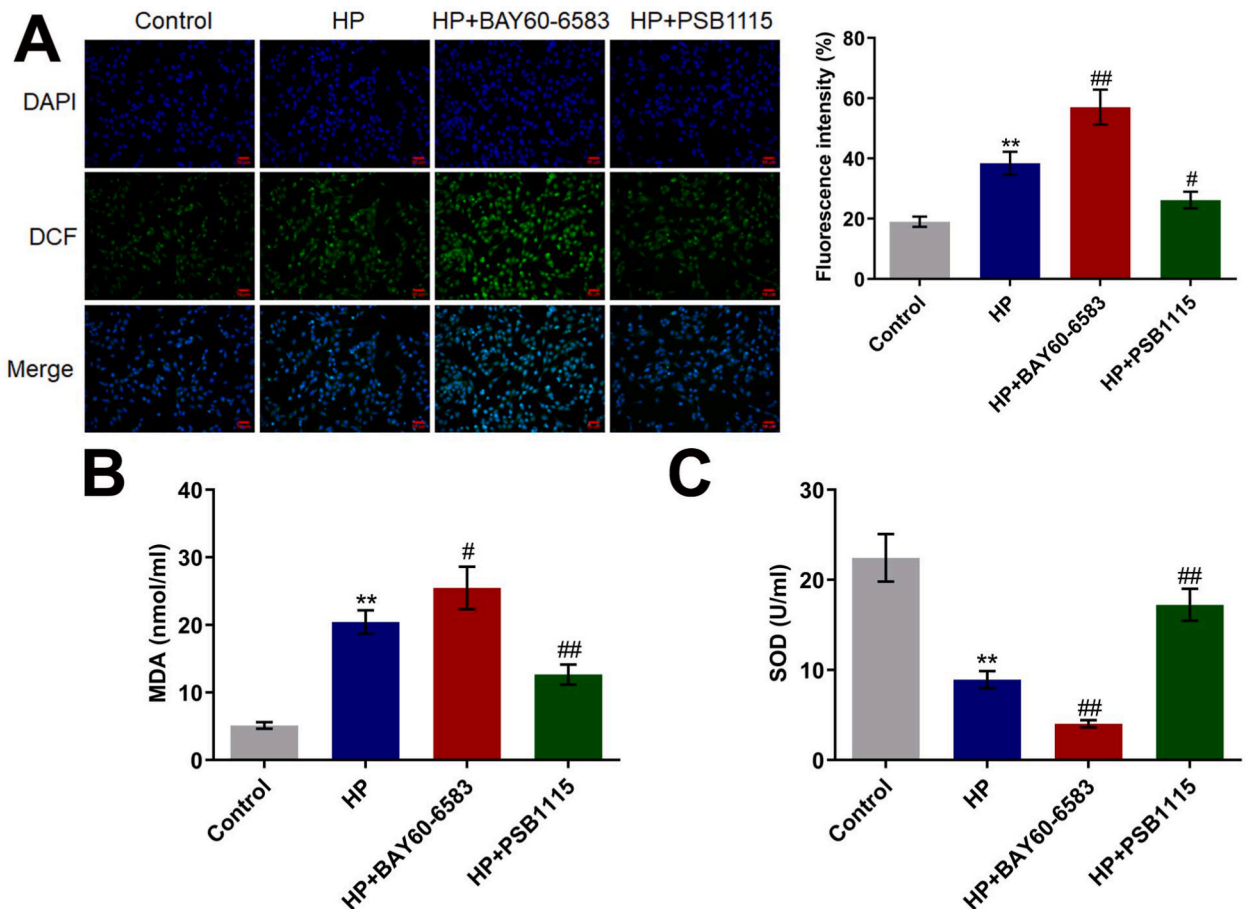 A
Control HP HP+BAY60-6583 HP+PSB1115
DAPI
DCF
Merge
Fluorescence intensity (%)
80
60
40
20
0
**
##
#
Control
HP
HP+BAY60-6583
HP+PSB1115
B
MDA (nmol/ml)
40
30
20
10
0
**
#
##
Control
HP
HP+BAY60-6583
HP+PSB1115
C
SOD (U/ml)
30
20
10
0
**
##
##
Control
HP
HP+BAY60-6583
HP+PSB1115